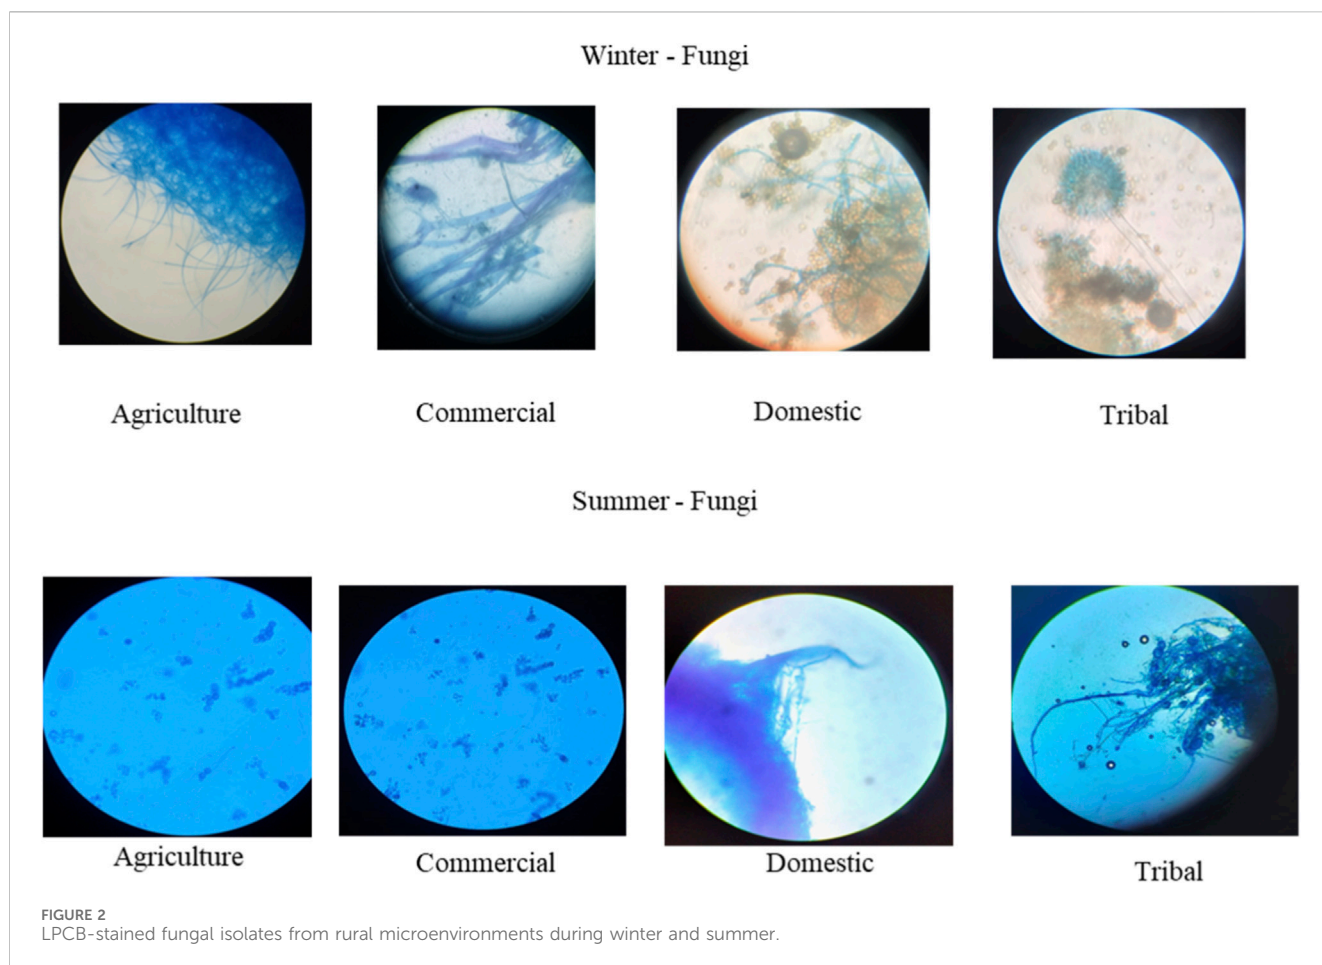 Winter - Fungi
Agriculture
Commercial
Domestic
Tribal
Summer - Fungi
Agriculture
Commercial
Domestic
Tribal
FIGURE 2
LPCB-stained fungal isolates from rural microenvironments during winter and summer.